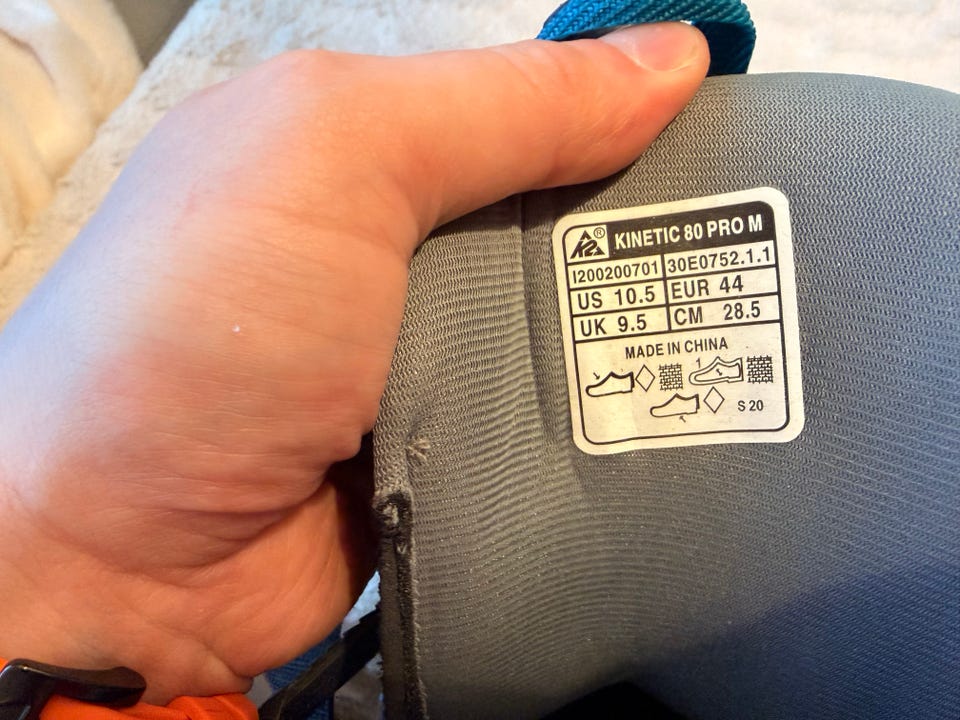 K2® KINETIC 80 PRO M
I200200701 30E0752.1.1
US 10.5 EUR 44
UK 9.5 CM 28.5
MADE IN CHINA
1
S 20